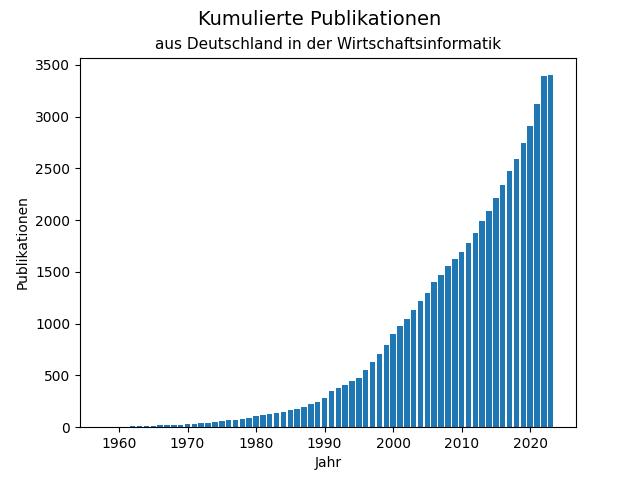 Kumulierte Publikationen
aus Deutschland in der Wirtschaftsinformatik
Publikationen
3500
3000
2500
2000
1500
1000
500
0
1960 1970 1980 1990 2000 2010 2020
Jahr